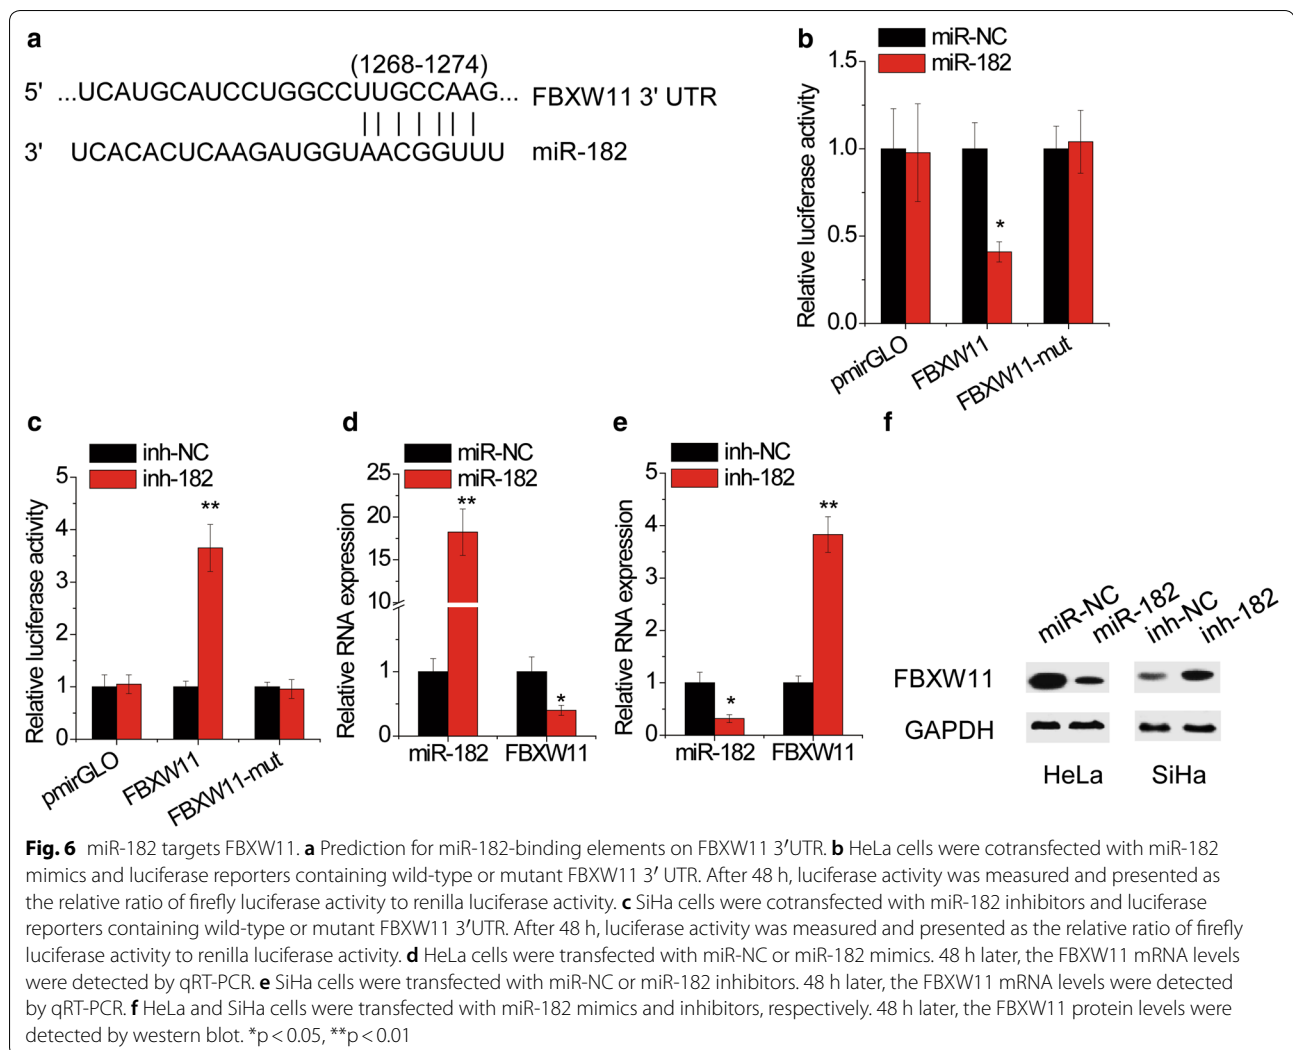 a
(1268-1274)
5' ...UCAUGCAUCCUGGCCUUGCCAAG... FBXW11 3' UTR
3' UCACACUCAAGAUGGUAACGGUUU miR-182
b
miR-NC
miR-182
Relative luciferase activity
1.5
1.0
0.5
0.0
*
pmirGLO
FBXW11
FBXW11-mut
c
inh-NC
inh-182
Relative luciferase activity
5
4
3
2
1
0
**
pmirGLO
FBXW11
FBXW11-mut
d
miR-NC
miR-182
Relative RNA expression
25
20
15
10
1
0
**
*
miR-182 FBXW11
e
inh-NC
inh-182
Relative RNA expression
5
4
3
2
1
0
*
**
miR-182 FBXW11
f
miR-NC
miR-182
inh-NC
inh-182
FBXW11
GAPDH
HeLa SiHa
Fig. 6 miR-182 targets FBXW11. a Prediction for miR-182-binding elements on FBXW11 3′UTR. b HeLa cells were cotransfected with miR-182
mimics and luciferase reporters containing wild-type or mutant FBXW11 3′ UTR. After 48 h, luciferase activity was measured and presented as
the relative ratio of firefly luciferase activity to renilla luciferase activity. c SiHa cells were cotransfected with miR-182 inhibitors and luciferase
reporters containing wild-type or mutant FBXW11 3′UTR. After 48 h, luciferase activity was measured and presented as the relative ratio of firefly
luciferase activity to renilla luciferase activity. d HeLa cells were transfected with miR-NC or miR-182 mimics. 48 h later, the FBXW11 mRNA levels
were detected by qRT-PCR. e SiHa cells were transfected with miR-NC or miR-182 inhibitors. 48 h later, the FBXW11 mRNA levels were detected
by qRT-PCR. f HeLa and SiHa cells were transfected with miR-182 mimics and inhibitors, respectively. 48 h later, the FBXW11 protein levels were
detected by western blot. *p < 0.05, **p < 0.01